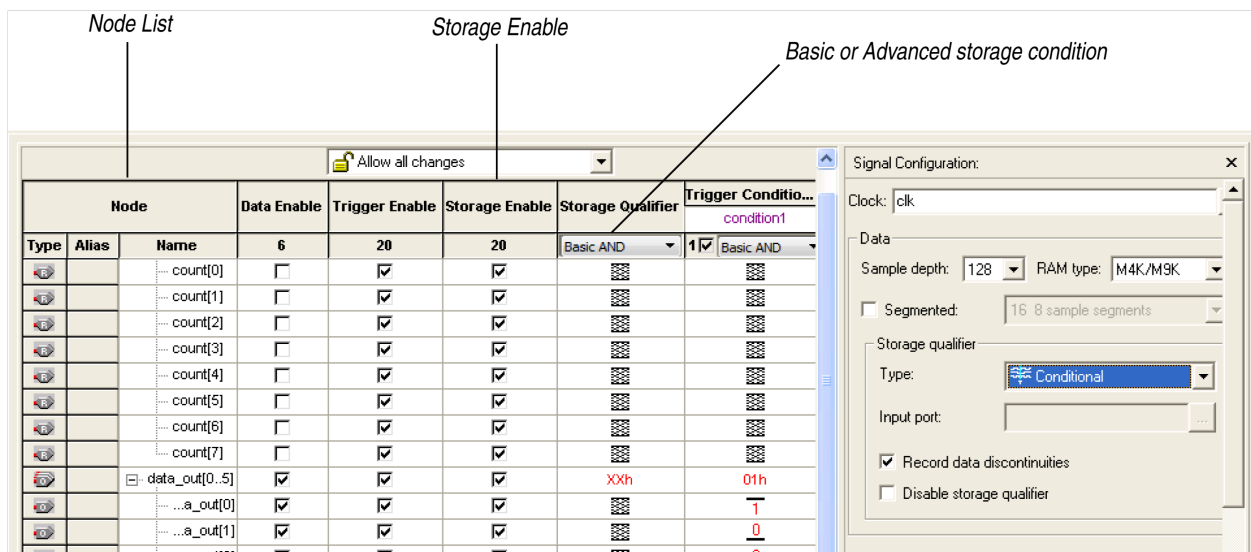 Node List
Storage Enable
Basic or Advanced storage condition
Allow all changes
Node Data Enable Trigger Enable Storage Enable Storage Qualifier Trigger Conditio...
condition1
Type Alias Name 6 20 20 Basic AND 1 Basic AND
count[0]
count[1]
count[2]
count[3]
count[4]
count[5]
count[6]
count[7]
data_out[0..5] XXh 01h
...a_out[0] 1
...a_out[1] 0
Signal Configuration:
Clock: clk
Data
Sample depth: 128 RAM type: M4K/M9K
Segmented: 16 8 sample segments
Storage qualifier
Type: Conditional
Input port: ...
Record data discontinuities
Disable storage qualifier